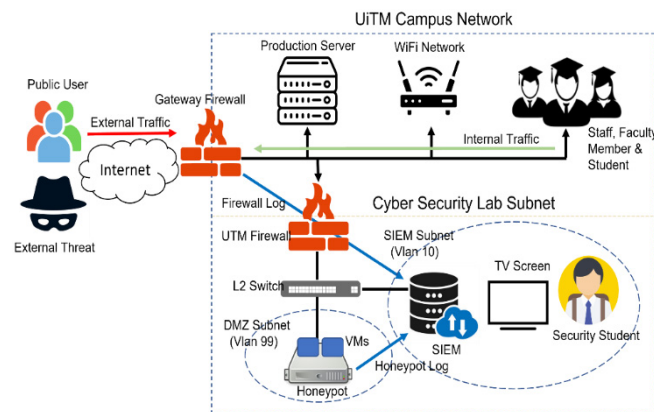 UiTM Campus Network
Production Server
WiFi Network
Public User
External Traffic
Gateway Firewall
Internal Traffic
Staff, Faculty
Member &
Student
Internet
Firewall Log
Cyber Security Lab Subnet
External Threat
UTM Firewall
SIEM Subnet
(Vlan 10)
TV Screen
L2 Switch
DMZ Subnet
(Vlan 99)
VMs
SIEM
Security Student
Honeypot Log
Honeypot